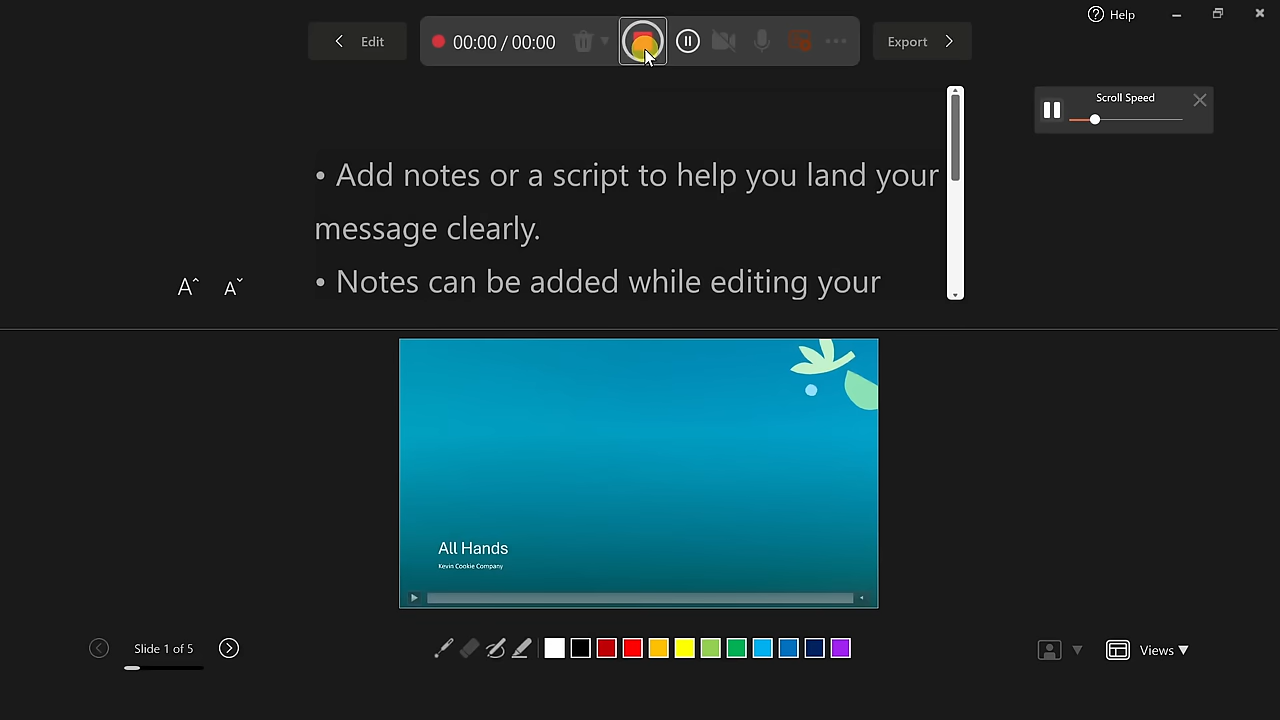 Help
Edit
00:00 / 00:00
Export
Scroll Speed
• Add notes or a script to help you land your
message clearly.
• Notes can be added while editing your
A^ A˅
All Hands
Kevin Cookie Company
Slide 1 of 5
Views